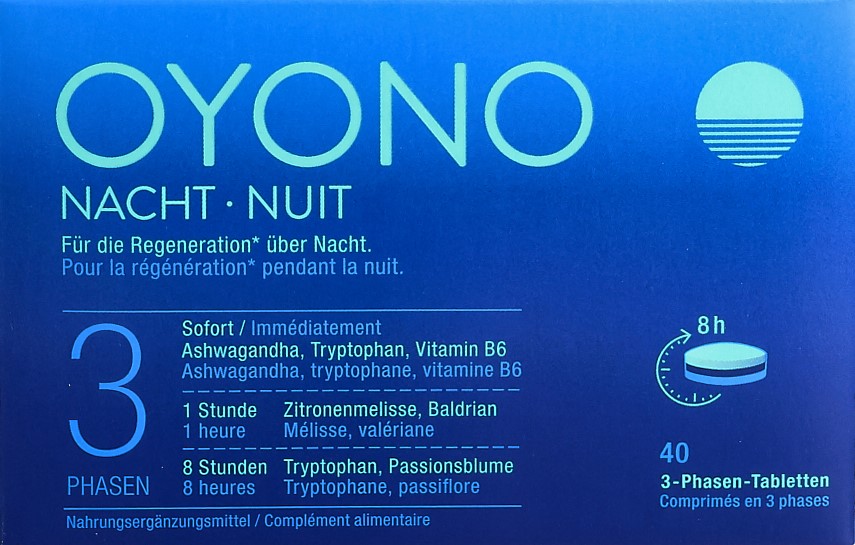 OYONO
NACHT · NUIT
Für die Regeneration* über Nacht.
Pour la régénération* pendant la nuit.
3
PHASEN
Sofort / Immédiatement
Ashwagandha, Tryptophan, Vitamin B6
Ashwagandha, tryptophane, vitamine B6
1 Stunde Zitronenmelisse, Baldrian
1 heure Mélisse, valériane
8 Stunden Tryptophan, Passionsblume
8 heures Tryptophane, passiflore
Nahrungsergänzungsmittel / Complément alimentaire
8h
40
3-Phasen-Tabletten
Comprimés en 3 phases